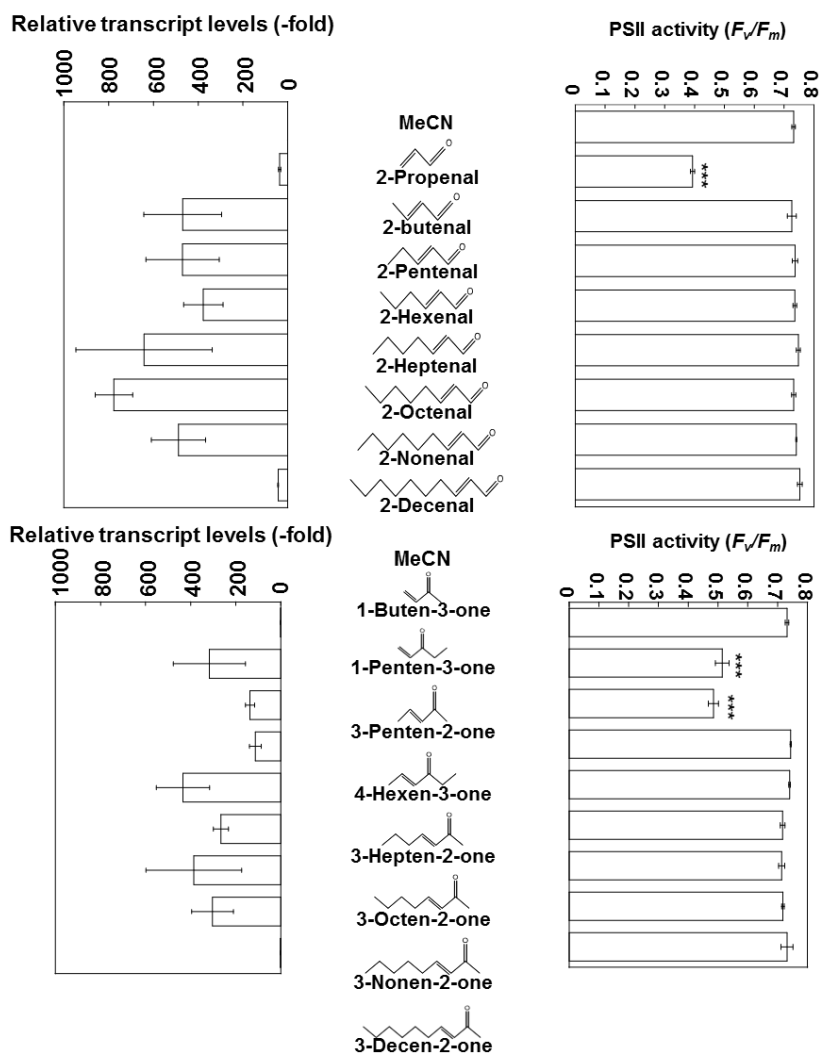 Relative transcript levels (-fold)
1000
800
600
400
200
0
MeCN
2-Propenal
2-butenal
2-Pentenal
2-Hexenal
2-Heptenal
2-Octenal
2-Nonenal
2-Decenal
O
O
O
O
O
O
O
O
PSII activity (Fv/Fm)
0
0.1
0.2
0.3
0.4
0.5
0.6
0.7
0.8
***
Relative transcript levels (-fold)
1000
800
600
400
200
0
MeCN
1-Buten-3-one
1-Penten-3-one
3-Penten-2-one
4-Hexen-3-one
3-Hepten-2-one
3-Octen-2-one
3-Nonen-2-one
3-Decen-2-one
O
O
O
O
O
O
O
O
PSII activity (Fv/Fm)
0
0.1
0.2
0.3
0.4
0.5
0.6
0.7
0.8
***
***